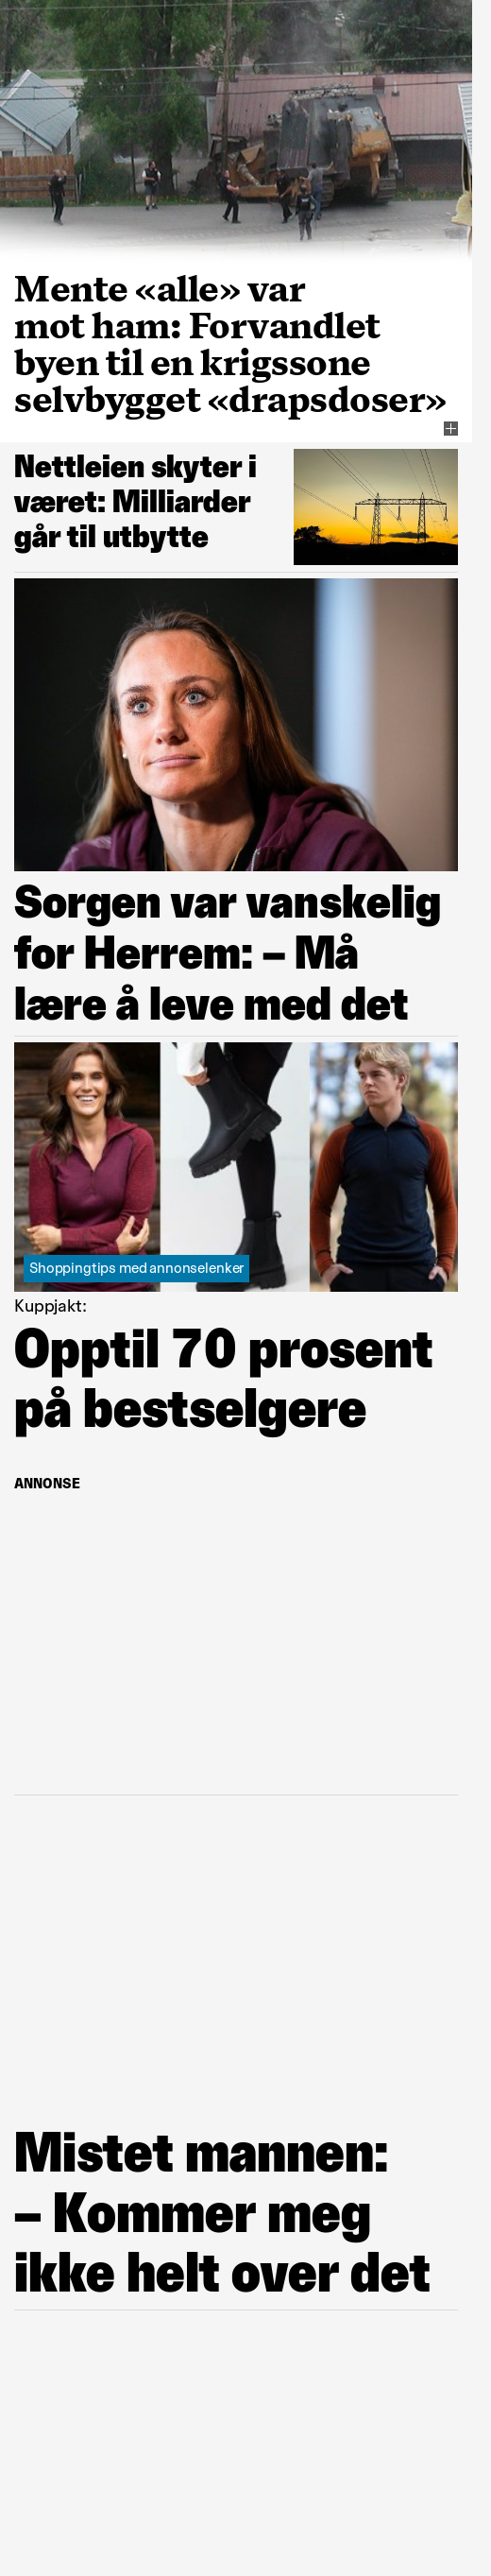 Mente «alle» var
mot ham: Forvandlet
byen til en krigssone
selvbygget «drapsdoser»
Nettleien skyter i
været: Milliarder
går til utbytte
Sorgen var vanskelig
for Herrem: – Må
lære å leve med det
Shoppingtips med annonselenker
Kuppjakt:
Opptil 70 prosent
på bestselgere
ANNONSE
Mistet mannen:
– Kommer meg
ikke helt over det